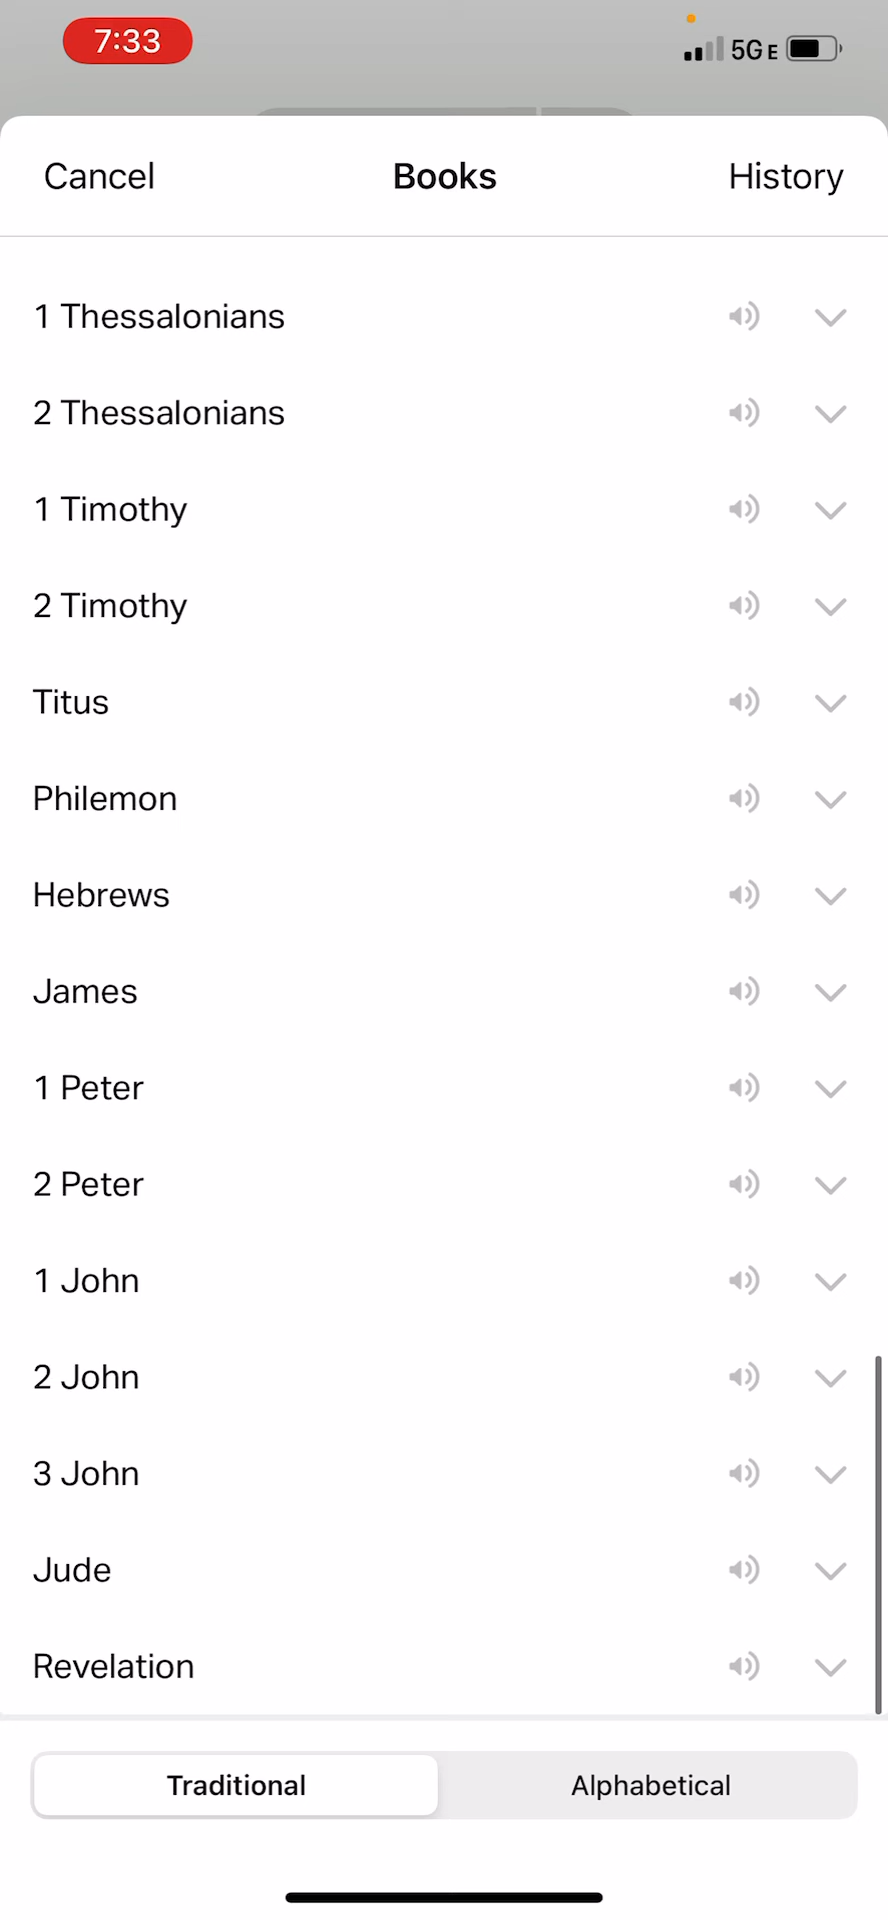 7:33
5GE
Cancel
Books
History
1 Thessalonians
2 Thessalonians
1 Timothy
2 Timothy
Titus
Philemon
Hebrews
James
1 Peter
2 Peter
1 John
2 John
3 John
Jude
Revelation
Traditional
Alphabetical